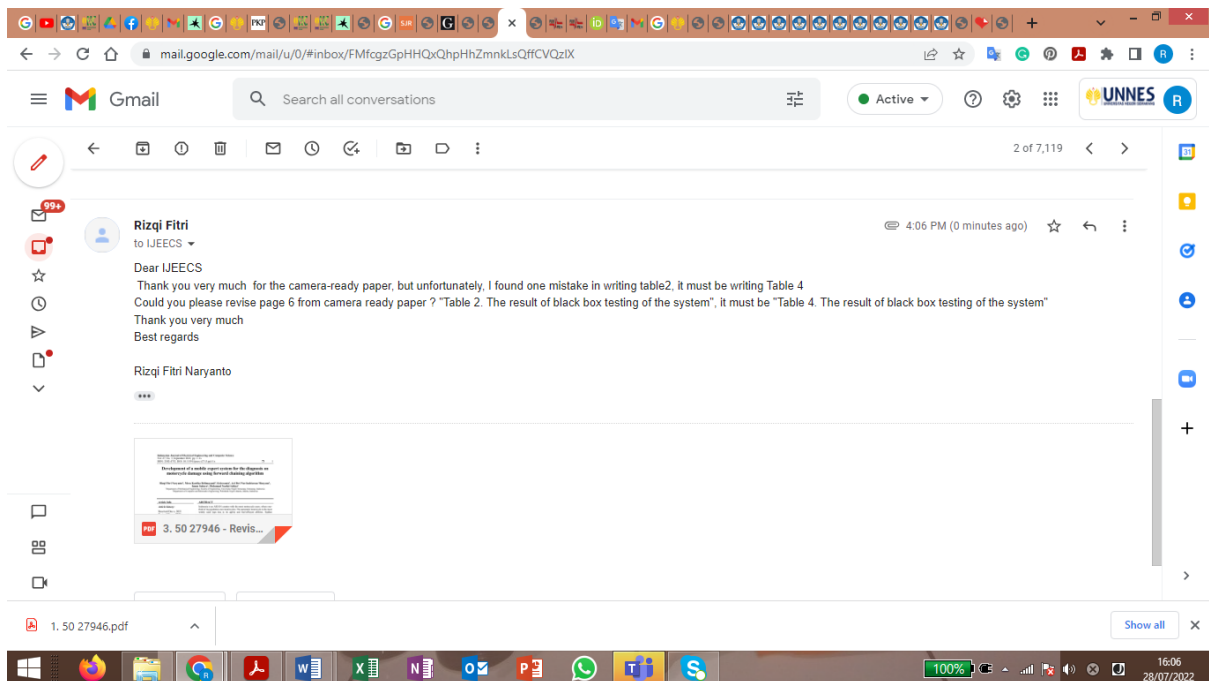 mail.google.com/mail/u/0/#inbox/FMfcgzGpHHQxQhpHhZmnkLsQffCVQzIX
Gmail
Search all conversations
Active
UNNES
R
2 of 7,119
99+
Rizqi Fitri
4:06 PM (0 minutes ago)
to IJEECS
Dear IJEECS
Thank you very much for the camera-ready paper, but unfortunately, I found one mistake in writing table2, it must be writing Table 4
Could you please revise page 6 from camera ready paper ? "Table 2. The result of black box testing of the system", it must be "Table 4. The result of black box testing of the system"
Thank you very much
Best regards
Rizqi Fitri Naryanto
Development of a mobile expert system for the diagnosis on
motorcycle damage using forward chaining algorithm
PDF 3. 50 27946 - Revis...
1. 50 27946.pdf
Show all
100%
16:06
28/07/2022